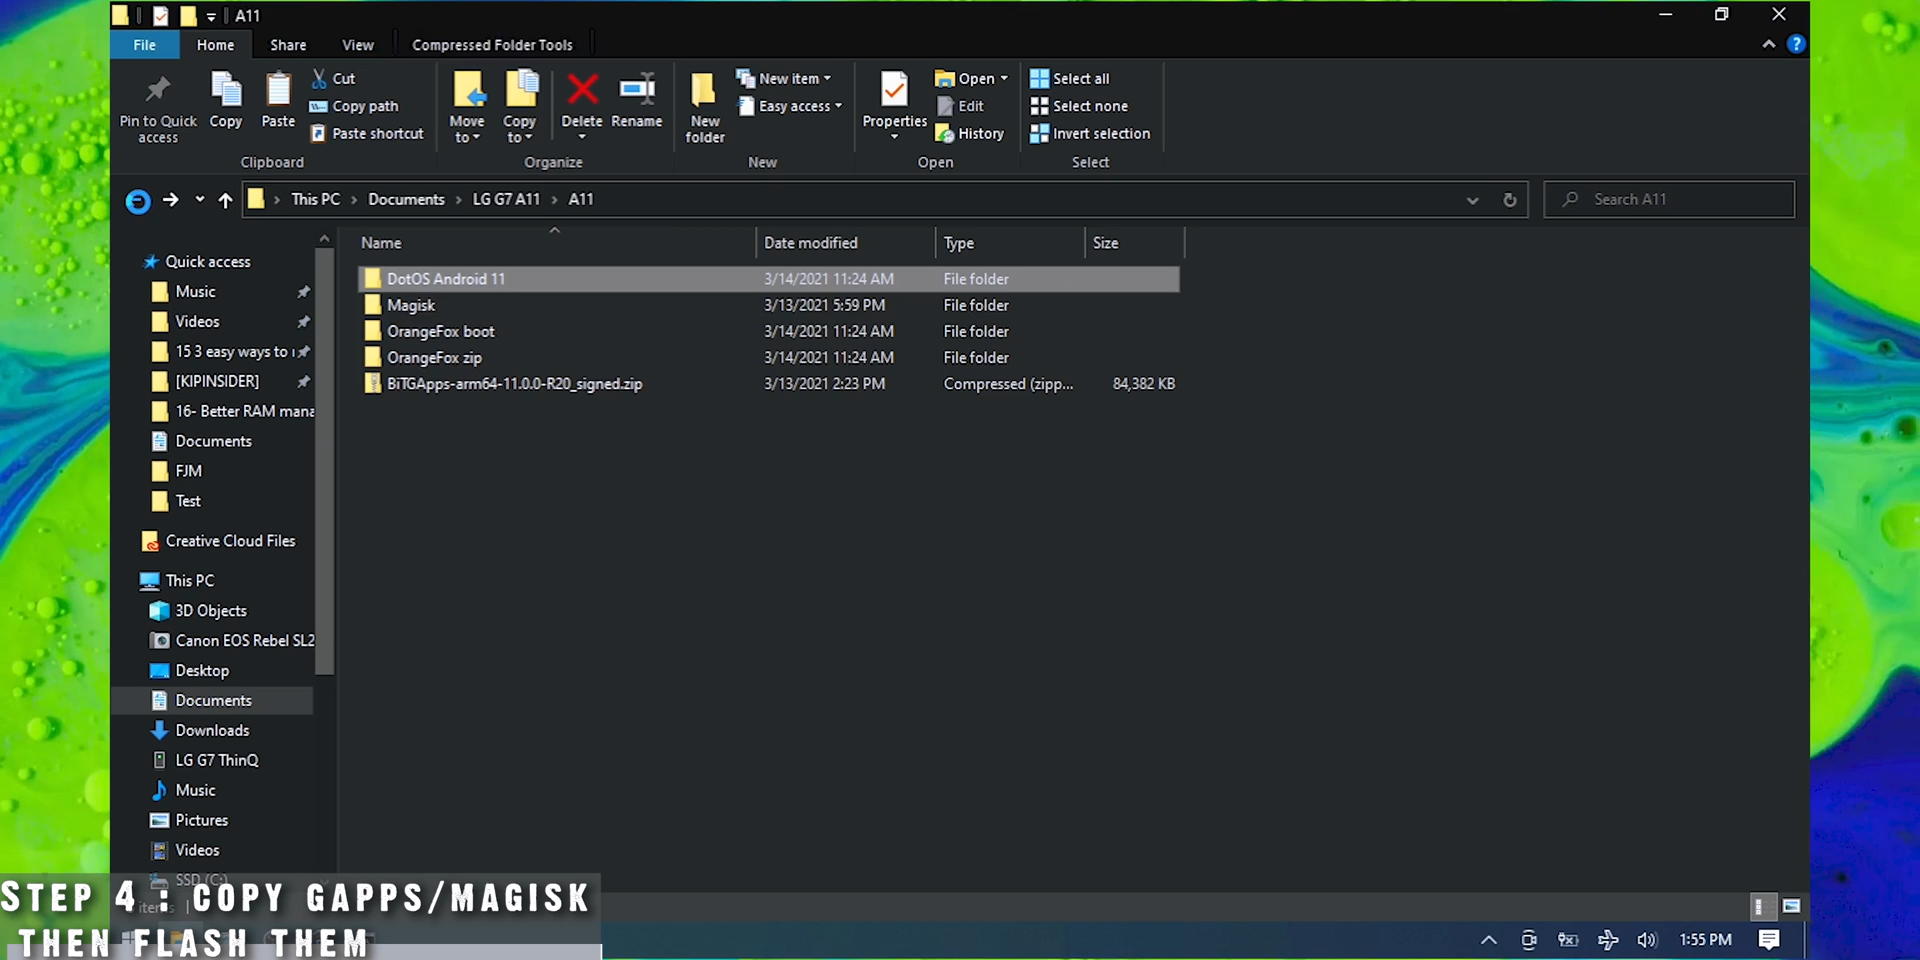 A11
File Home Share View Compressed Folder Tools
Pin to Quick access
Copy
Paste
Cut
Copy path
Paste shortcut
Clipboard
Move to
Copy to
Delete
Rename
Organize
New folder
New item
Easy access
New
Properties
Open
Edit
History
Open
Select all
Select none
Invert selection
Select
This PC > Documents > LG G7 A11 > A11
Search A11
Name Date modified Type Size
DotOS Android 11 3/14/2021 11:24 AM File folder
Magisk 3/13/2021 5:59 PM File folder
OrangeFox boot 3/14/2021 11:24 AM File folder
OrangeFox zip 3/14/2021 11:24 AM File folder
BiTGApps-arm64-11.0.0-R20_signed.zip 3/13/2021 2:23 PM Compressed (zipp... 84,382 KB
Quick access
Music
Videos
15 3 easy ways to
[KIPINSIDER]
16- Better RAM mana
Documents
FJM
Test
Creative Cloud Files
This PC
3D Objects
Canon EOS Rebel SL2
Desktop
Documents
Downloads
LG G7 ThinQ
Music
Pictures
Videos
SSD (C:)
items
STEP 4 : COPY GAPPS/MAGISK
THEN FLASH THEM
1:55 PM